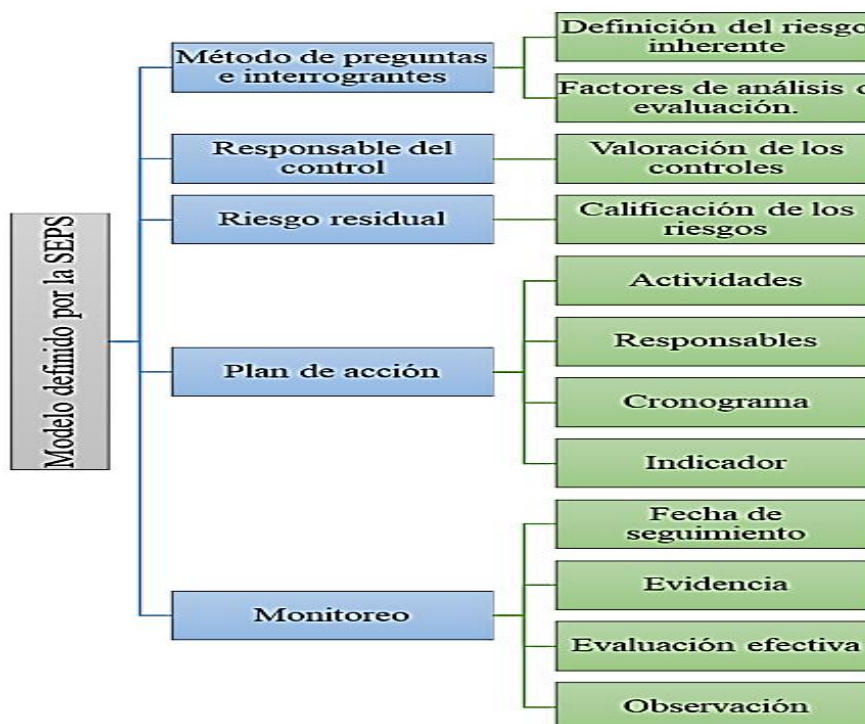 Modelo definido por la SEPS
Método de preguntas
e interrogantes
Definición del riesgo
inherente
Factores de análisis
evaluación.
Responsable del
control
Valoración de los
controles
Riesgo residual
Calificación de los
riesgos
Plan de acción
Actividades
Responsables
Cronograma
Indicador
Monitoreo
Fecha de
seguimiento
Evidencia
Evaluación efectiva
Observación